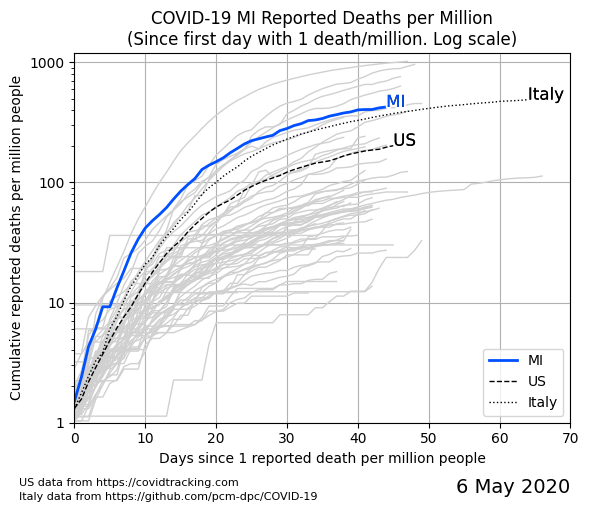 COVID-19 MI Reported Deaths per Million
(Since first day with 1 death/million. Log scale)
Cumulative reported deaths per million people
1000
100
10
1
MI
US
Italy
MI
US
Italy
0 10 20 30 40 50 60 70
Days since 1 reported death per million people
US data from https://covidtracking.com
Italy data from https://github.com/pcm-dpc/COVID-19
6 May 2020